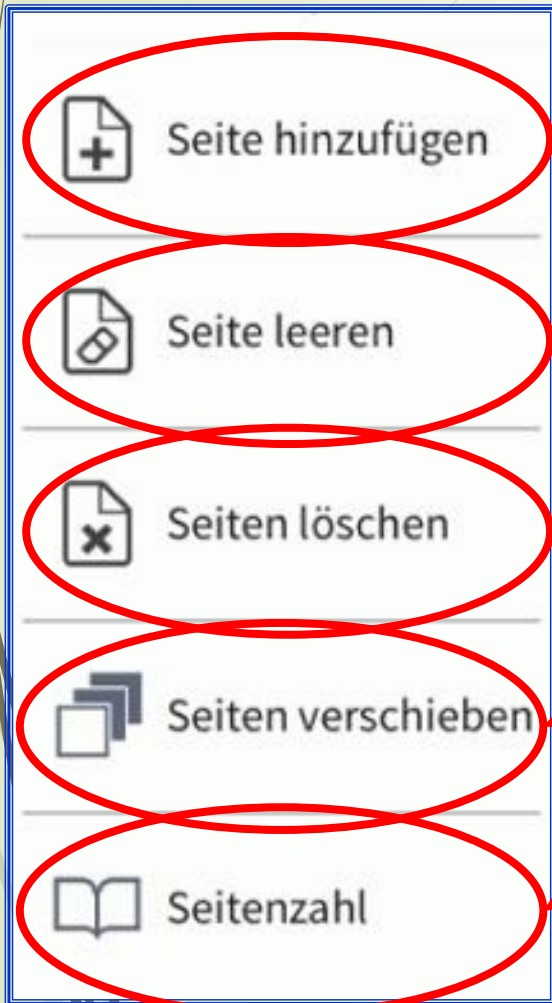 Seite hinzufügen
Seite leeren
Seiten löschen
Seiten verschieben
Seitenzahl